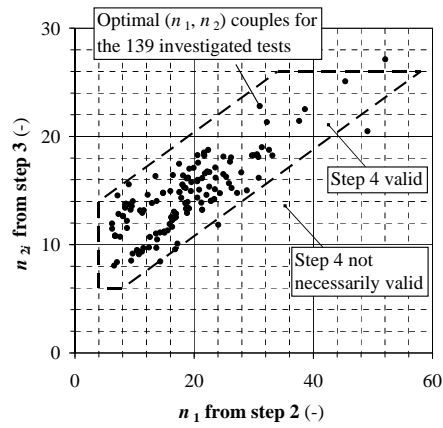 Optimal (n1, n2) couples for
the 139 investigated tests
30
20
10
0
n2i from step 3 (-)
Step 4 valid
Step 4 not
necessarily valid
0
20
40
60
n1 from step 2 (-)